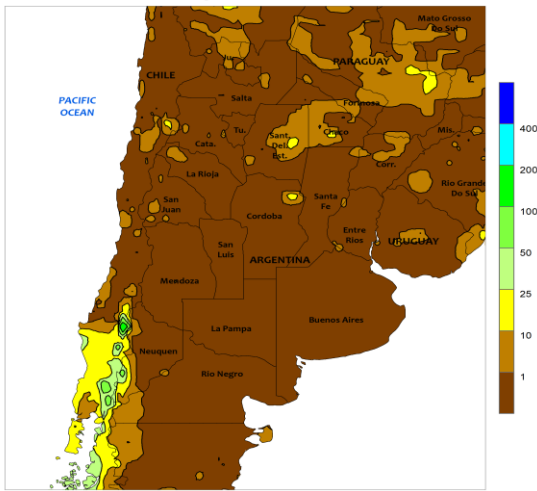 Mato Grosso
Do Sul
Ju.
PARAGUAY
CHILE
PACIFIC
OCEAN
Salta
Formosa
Tu.
Sant.
Del
Est.
Chaco
Mis.
Cata.
Corr.
La Rioja
Rio Grande
Do Sul
San
Juan
Santa
Fe
Cordoba
Entre
Rios
URUGUAY
San
Luis
ARGENTINA
Mendoza
Buenos Aires
La Pampa
Neuquen
Rio Negro
400
200
100
50
25
10
1